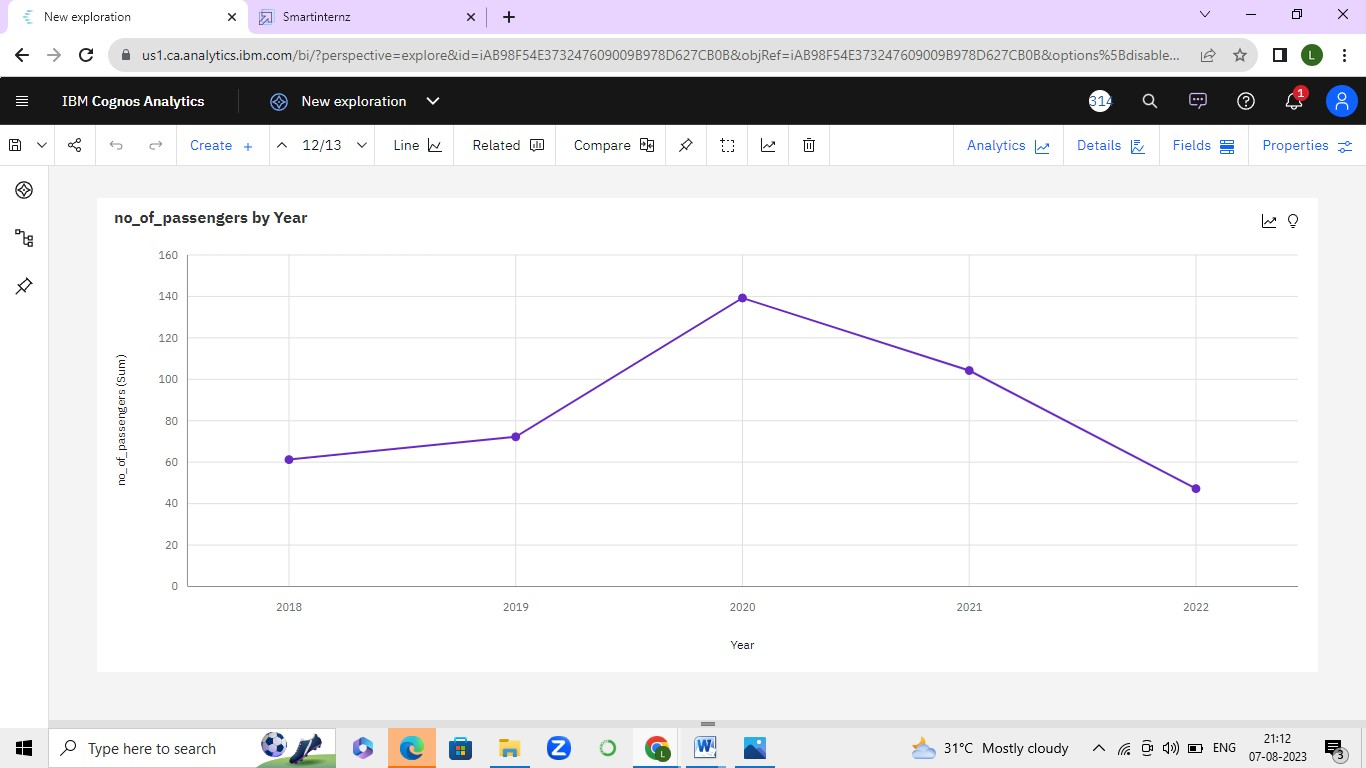 New exploration
Smartinternz
us1.ca.analytics.ibm.com/bi/?perspective=explore&id=iAB98F54E373247609009B978D627CB0B&objRef=iAB98F54E373247609009B978D627CB0B&options%5Bdisable...
L
IBM Cognos Analytics
New exploration
314
1
Create +
12/13
Line
Related
Compare
Analytics
Details
Fields
Properties
no_of_passengers by Year
160
140
120
100
80
60
40
20
0
no_of_passengers (Sum)
2018
2019
2020
2021
2022
Year
Type here to search
Z
L
W
31°C Mostly cloudy
ENG
21:12
07-08-2023
3